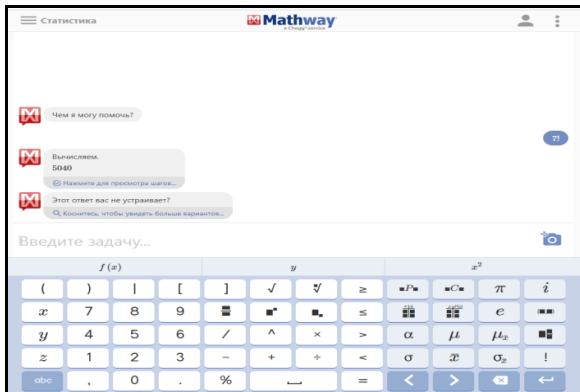 Статистика
Mathway
a Chegg service
Чем я могу помочь?
7!
Вычисляем.
5040
Нажмите для просмотра шагов...
Этот ответ вас не устраивает?
Коснитесь, чтобы увидеть больше вариантов...
Введите задачу...
f(x) y x²
( ) | [ ] √ ∜ ≥ ■P■ ■C■ π i
x 7 8 9 ≤ e
y 4 5 6 / ^ × > α μ μₓ
z 1 2 3 - + ÷ < σ x̄ σₓ !
abc , 0 . % =